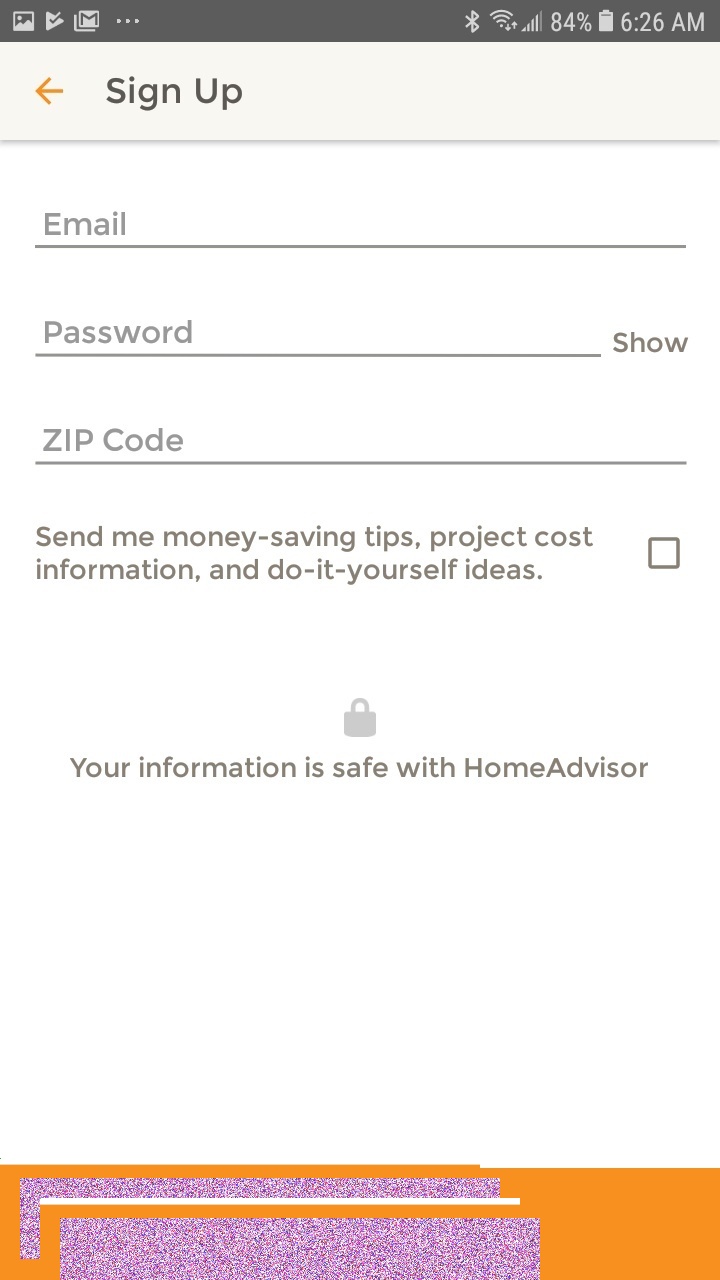 84% 6:26 AM
Sign Up
Email
Password
Show
ZIP Code
Send me money-saving tips, project cost
information, and do-it-yourself ideas.
Your information is safe with HomeAdvisor